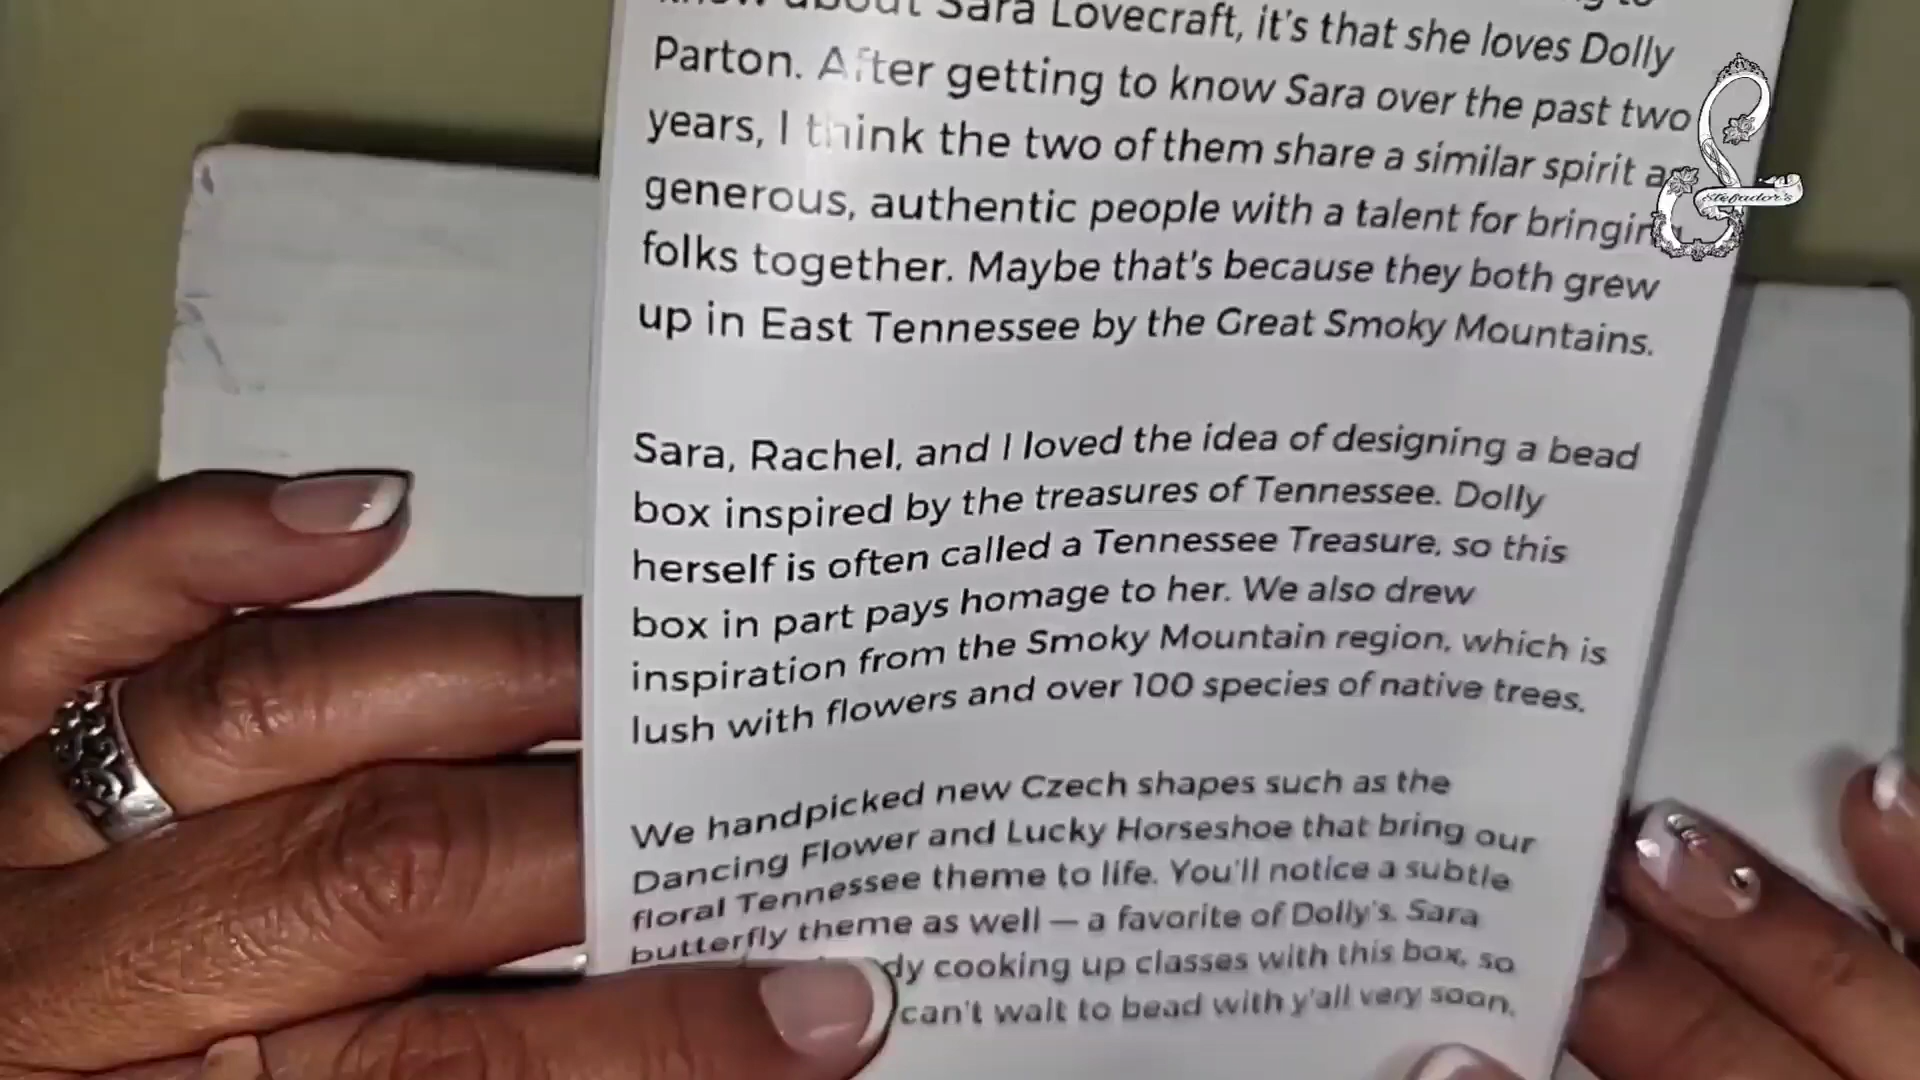 know about Sara Lovecraft, it's that she loves Dolly
Parton. After getting to know Sara over the past two
years, I think the two of them share a similar spirit as
generous, authentic people with a talent for bringing
folks together. Maybe that's because they both grew
up in East Tennessee by the Great Smoky Mountains.
Sara, Rachel, and I loved the idea of designing a bead
box inspired by the treasures of Tennessee. Dolly
herself is often called a Tennessee Treasure, so this
box in part pays homage to her. We also drew
inspiration from the Smoky Mountain region, which is
lush with flowers and over 100 species of native trees.
We handpicked new Czech shapes such as the
Dancing Flower and Lucky Horseshoe that bring our
floral Tennessee theme to life. You'll notice a subtle
butterfly theme as well — a favorite of Dolly's. Sara
cooking up classes with this box, so
can't wait to bead with y'all very soon.
Stefador's